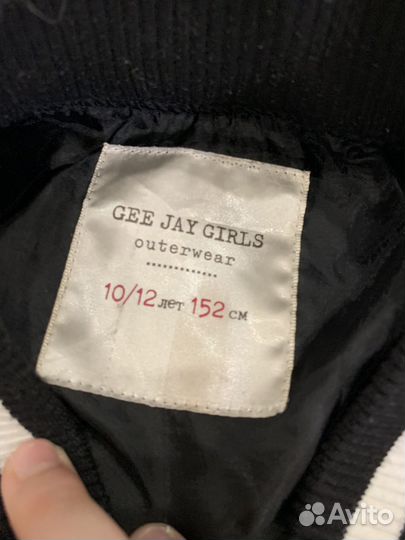 GEE JAY GIRLS
outerwear
10/12 лет 152 см
Avito